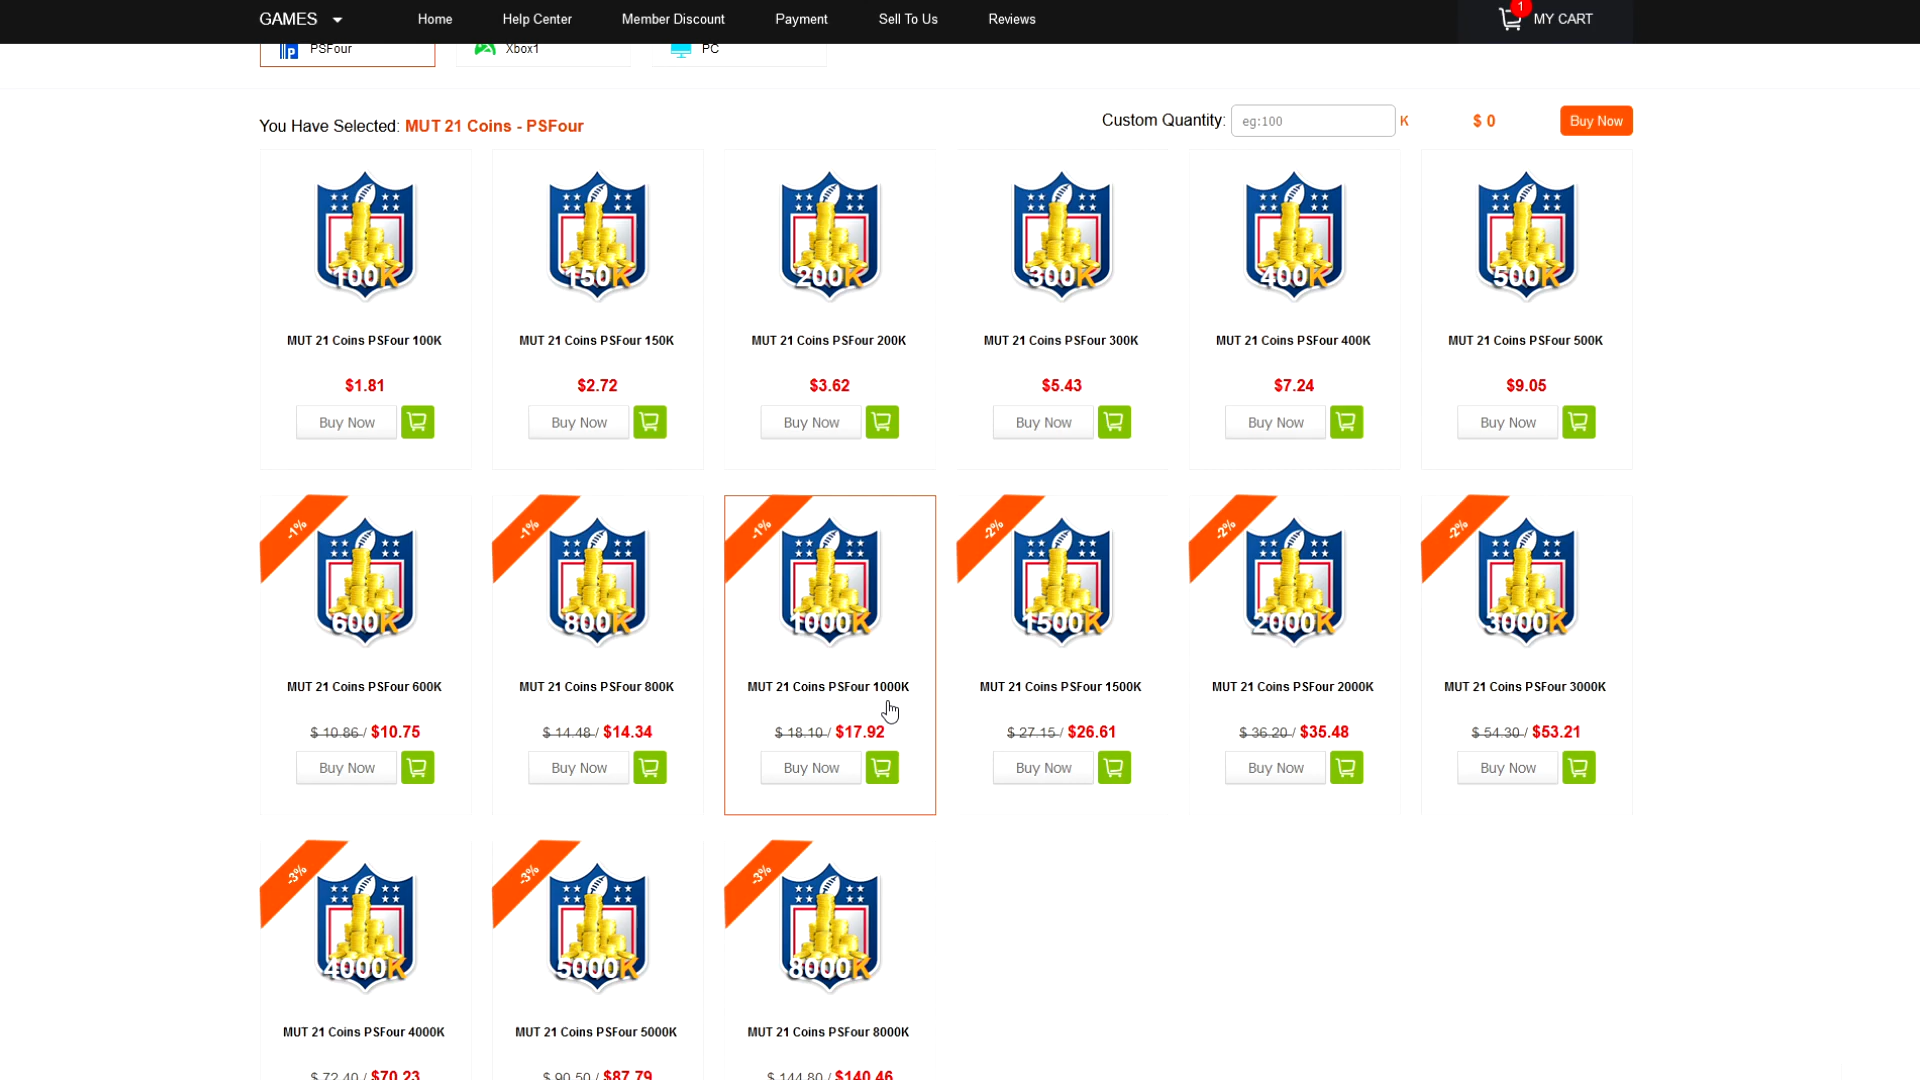 GAMES Home Help Center Member Discount Payment Sell To Us Reviews 1 MY CART
PSFour Xbox1 PC
You Have Selected: MUT 21 Coins - PSFour Custom Quantity: eg:100 K $ 0 Buy Now
100K 150K 200K 300K 400K 500K
MUT 21 Coins PSFour 100K MUT 21 Coins PSFour 150K MUT 21 Coins PSFour 200K MUT 21 Coins PSFour 300K MUT 21 Coins PSFour 400K MUT 21 Coins PSFour 500K
$1.81 $2.72 $3.62 $5.43 $7.24 $9.05
Buy Now Buy Now Buy Now Buy Now Buy Now Buy Now
-1% -1% -1% -2% -2% -2%
600K 800K 1000K 1500K 2000K 3000K
MUT 21 Coins PSFour 600K MUT 21 Coins PSFour 800K MUT 21 Coins PSFour 1000K MUT 21 Coins PSFour 1500K MUT 21 Coins PSFour 2000K MUT 21 Coins PSFour 3000K
$ 10.86 / $10.75 $ 14.48 / $14.34 $ 18.10 / $17.92 $ 27.15 / $26.61 $ 36.20 / $35.48 $ 54.30 / $53.21
Buy Now Buy Now Buy Now Buy Now Buy Now Buy Now
-3% -3% -3%
4000K 5000K 8000K
MUT 21 Coins PSFour 4000K MUT 21 Coins PSFour 5000K MUT 21 Coins PSFour 8000K
$ 72.40 / $70.23 $ 90.50 / $87.79 $ 144.80 / $140.46